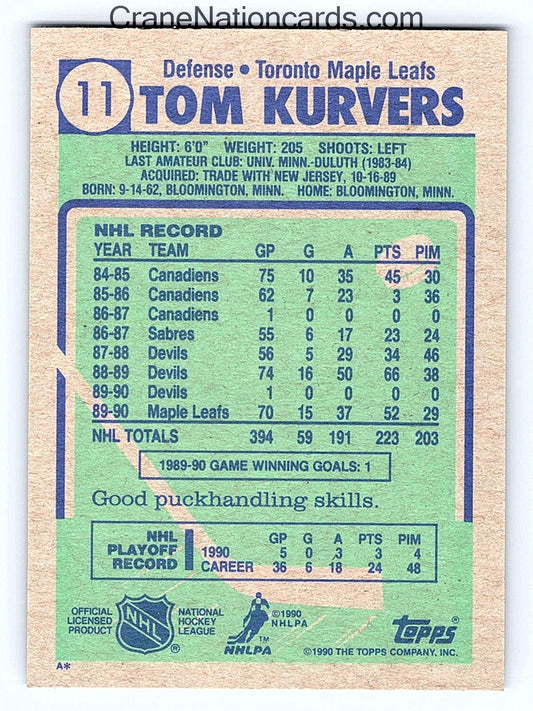 CraneNationcards.com
11
Defense • Toronto Maple Leafs
TOM KURVERS
HEIGHT: 6'0" WEIGHT: 205 SHOOTS: LEFT
LAST AMATEUR CLUB: UNIV. MINN.-DULUTH (1983-84)
ACQUIRED: TRADE WITH NEW JERSEY, 10-16-89
BORN: 9-14-62, BLOOMINGTON, MINN. HOME: BLOOMINGTON, MINN.
NHL RECORD
YEAR TEAM GP G A PTS PIM
84-85 Canadiens 75 10 35 45 30
85-86 Canadiens 62 7 23 3 36
86-87 Canadiens 1 0 0 0 0
86-87 Sabres 55 6 17 23 24
87-88 Devils 56 5 29 34 46
88-89 Devils 74 16 50 66 38
89-90 Devils 1 0 0 0 0
89-90 Maple Leafs 70 15 37 52 29
NHL TOTALS 394 59 191 223 203
1989-90 GAME WINNING GOALS: 1
Good puckhandling skills.
NHL PLAYOFF RECORD
GP G A PTS PIM
1990 5 0 3 3 4
CAREER 36 6 18 24 48
OFFICIAL LICENSED PRODUCT
NHL ®
NATIONAL HOCKEY LEAGUE
©1990 NHLPA
™
NHLPA
topps®
©1990 THE TOPPS COMPANY, INC.
A*